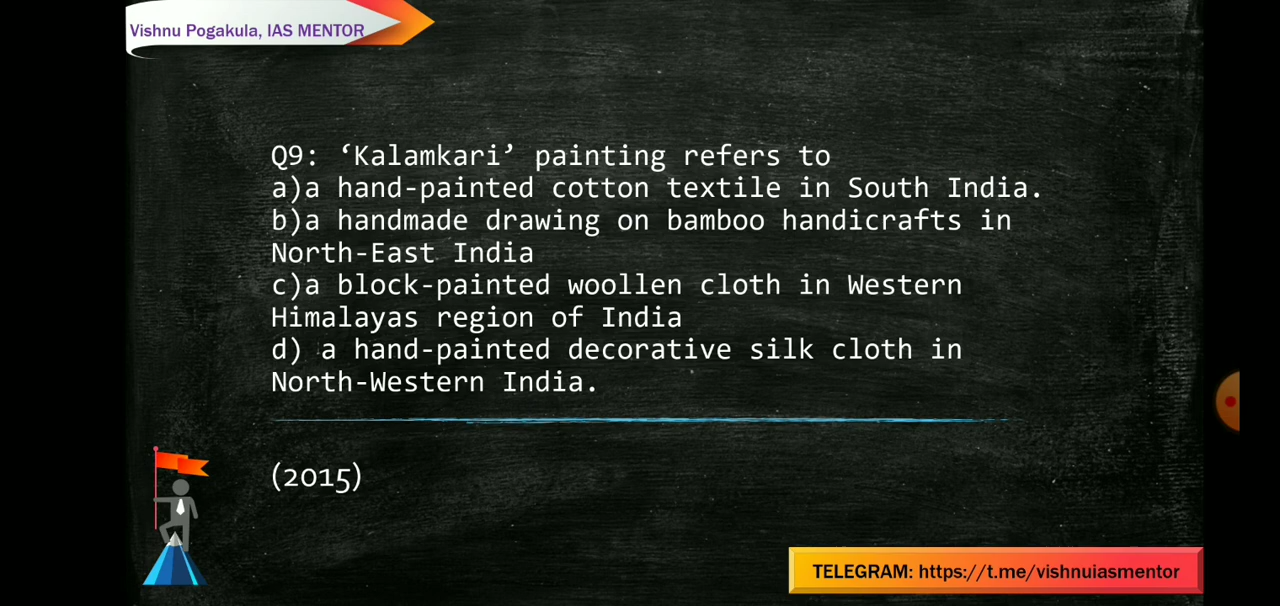 Vishnu Pogakula, IAS MENTOR
Q9: ‘Kalamkari’ painting refers to
a)a hand-painted cotton textile in South India.
b)a handmade drawing on bamboo handicrafts in
North-East India
c)a block-painted woollen cloth in Western
Himalayas region of India
d) a hand-painted decorative silk cloth in
North-Western India.
(2015)
TELEGRAM: https://t.me/vishnuiasmentor